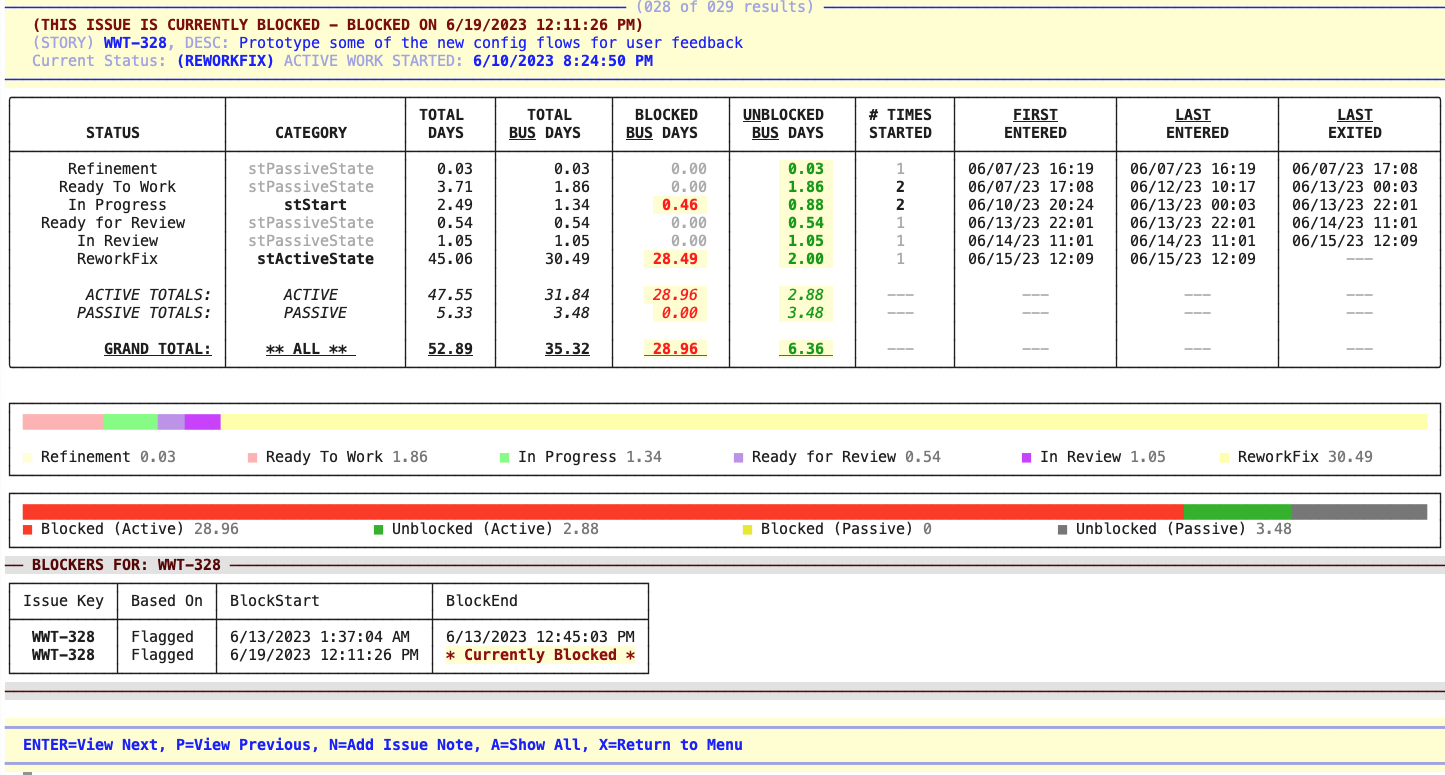 (028 of 029 results)
(THIS ISSUE IS CURRENTLY BLOCKED – BLOCKED ON 6/19/2023 12:11:26 PM)
(STORY) WWT–328, DESC: Prototype some of the new config flows for user feedback
Current Status: (REWORKFIX) ACTIVE WORK STARTED: 6/10/2023 8:24:50 PM
TOTAL TOTAL BLOCKED UNBLOCKED # TIMES FIRST LAST LAST
STATUS CATEGORY DAYS BUS DAYS BUS DAYS BUS DAYS STARTED ENTERED ENTERED EXITED
Refinement stPassiveState 0.03 0.03 0.00 0.03 1 06/07/23 16:19 06/07/23 16:19 06/07/23 17:08
Ready To Work stPassiveState 3.71 1.86 0.00 1.86 2 06/07/23 17:08 06/12/23 10:17 06/13/23 00:03
In Progress stStart 2.49 1.34 0.46 0.88 2 06/10/23 20:24 06/13/23 00:03 06/13/23 22:01
Ready for Review stPassiveState 0.54 0.54 0.00 0.54 1 06/13/23 22:01 06/13/23 22:01 06/14/23 11:01
In Review stPassiveState 1.05 1.05 0.00 1.05 1 06/14/23 11:01 06/14/23 11:01 06/15/23 12:09
ReworkFix stActiveState 45.06 30.49 28.49 2.00 1 06/15/23 12:09 06/15/23 12:09 –––
ACTIVE TOTALS: ACTIVE 47.55 31.84 28.96 2.88 ––– ––– ––– –––
PASSIVE TOTALS: PASSIVE 5.33 3.48 0.00 3.48 ––– ––– ––– –––
GRAND TOTAL: ** ALL ** 52.89 35.32 28.96 6.36 ––– ––– ––– –––
Refinement 0.03 Ready To Work 1.86 In Progress 1.34 Ready for Review 0.54 In Review 1.05 ReworkFix 30.49
Blocked (Active) 28.96 Unblocked (Active) 2.88 Blocked (Passive) 0 Unblocked (Passive) 3.48
BLOCKERS FOR: WWT–328
Issue Key Based On BlockStart BlockEnd
WWT–328 Flagged 6/13/2023 1:37:04 AM 6/13/2023 12:45:03 PM
WWT–328 Flagged 6/19/2023 12:11:26 PM * Currently Blocked *
ENTER=View Next, P=View Previous, N=Add Issue Note, A=Show All, X=Return to Menu